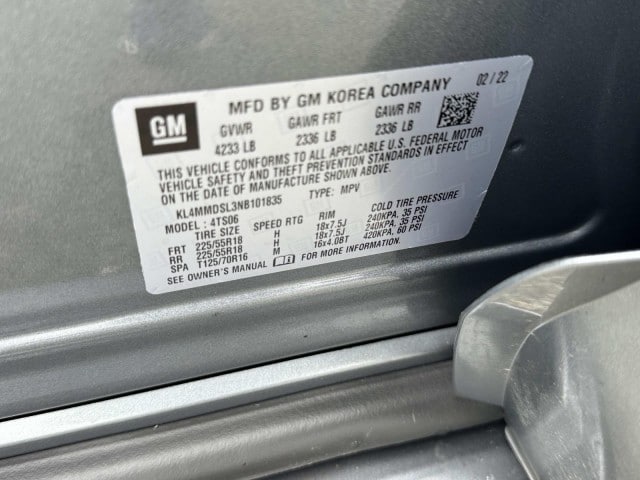 GM
MFD BY GM KOREA COMPANY 02 / 22
GVWR GAWR FRT GAWR RR
4233 LB 2336 LB 2336 LB
THIS VEHICLE CONFORMS TO ALL APPLICABLE U.S. FEDERAL MOTOR
VEHICLE SAFETY AND THEFT PREVENTION STANDARDS IN EFFECT
ON THE DATE OF MANUFACTURE SHOWN ABOVE.
KL4MMDSL3NB101835 TYPE: MPV
MODEL: 4TS06
TIRE SIZE SPEED RTG RIM COLD TIRE PRESSURE
FRT 225/55R18 H 18x7.5J 240KPA, 35 PSI
RR 225/55R18 H 18x7.5J 240KPA, 35 PSI
SPA T125/70R16 M 16x4.0BT 420KPA, 60 PSI
SEE OWNER'S MANUAL FOR MORE INFORMATION.